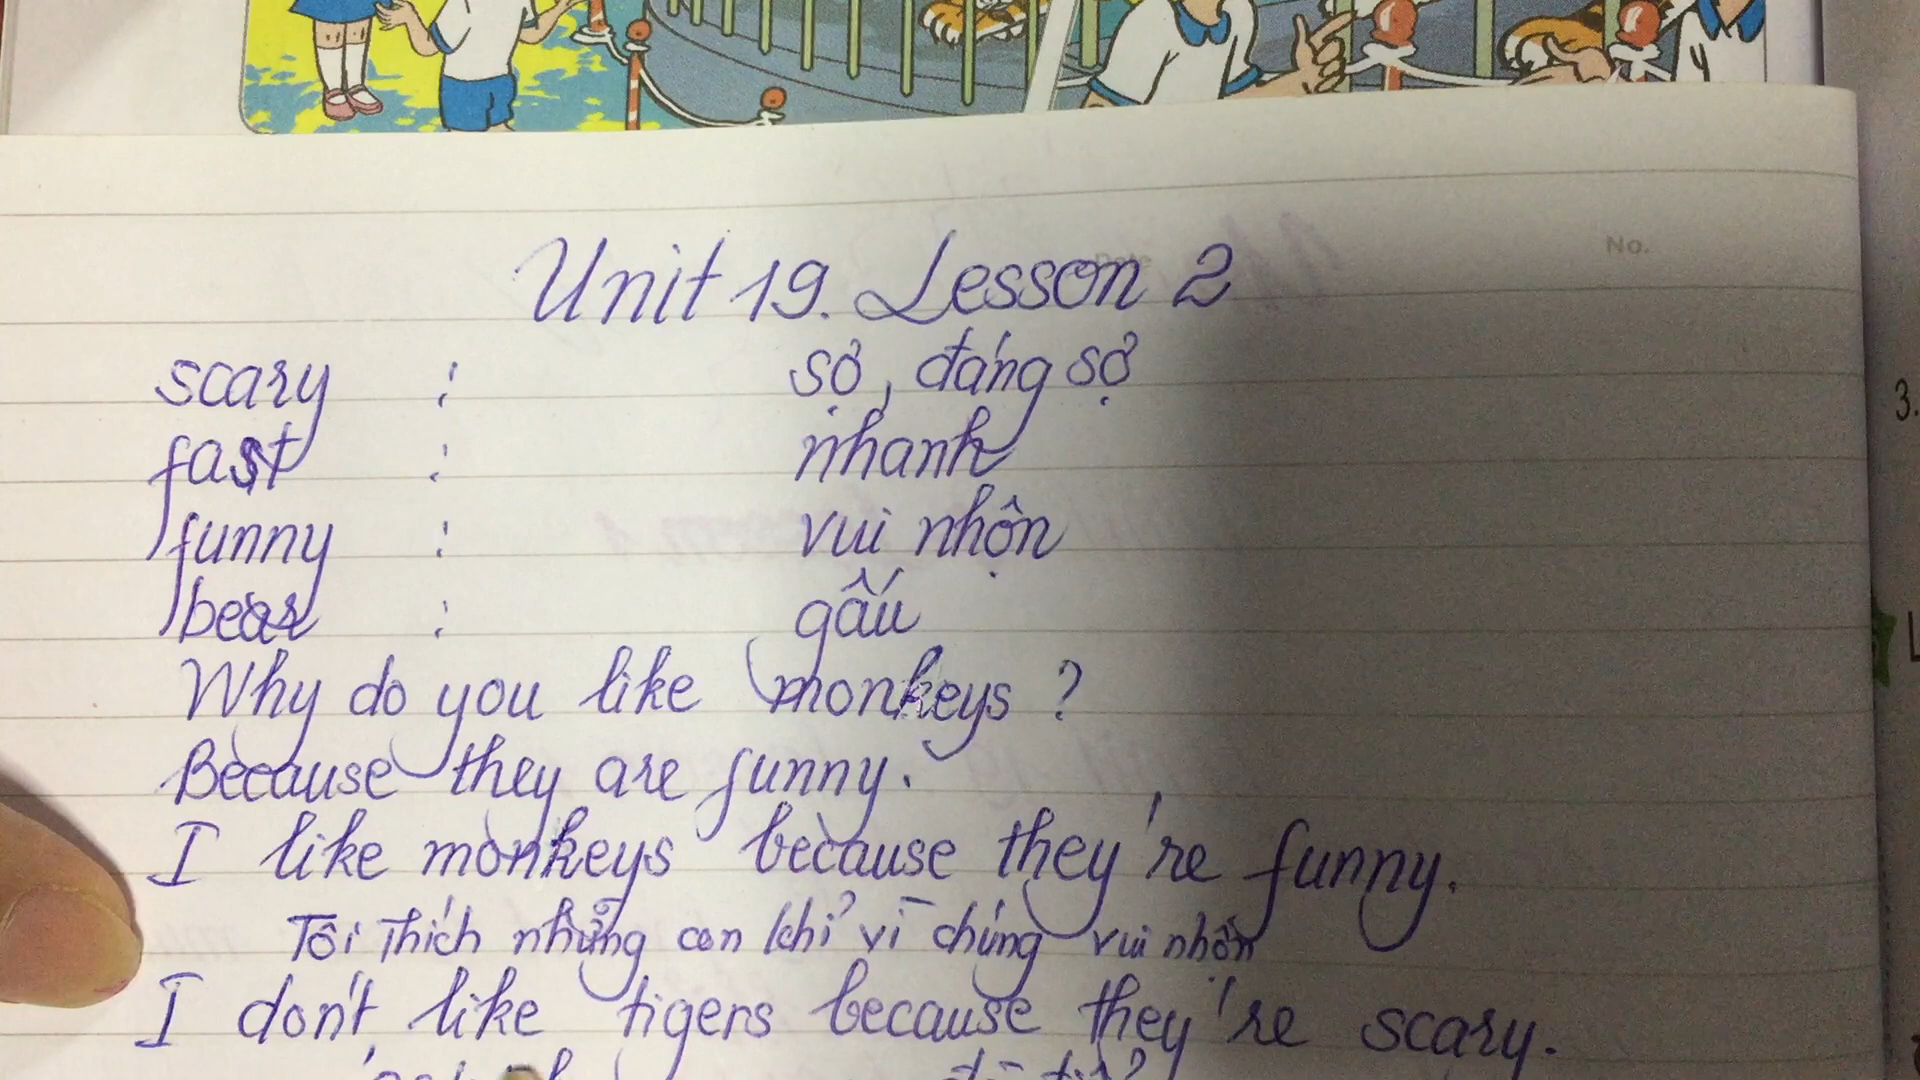 No.
Date
Unit 19. Lesson 2
scary : sợ, đáng sợ
fast : nhanh
funny : vui nhộn
bear : gấu
Why do you like monkeys ?
Because they are funny.
I like monkeys because they're funny.
Tôi thích những con khỉ vì chúng vui nhộn
I don't like tigers because they're scary.
3.
L